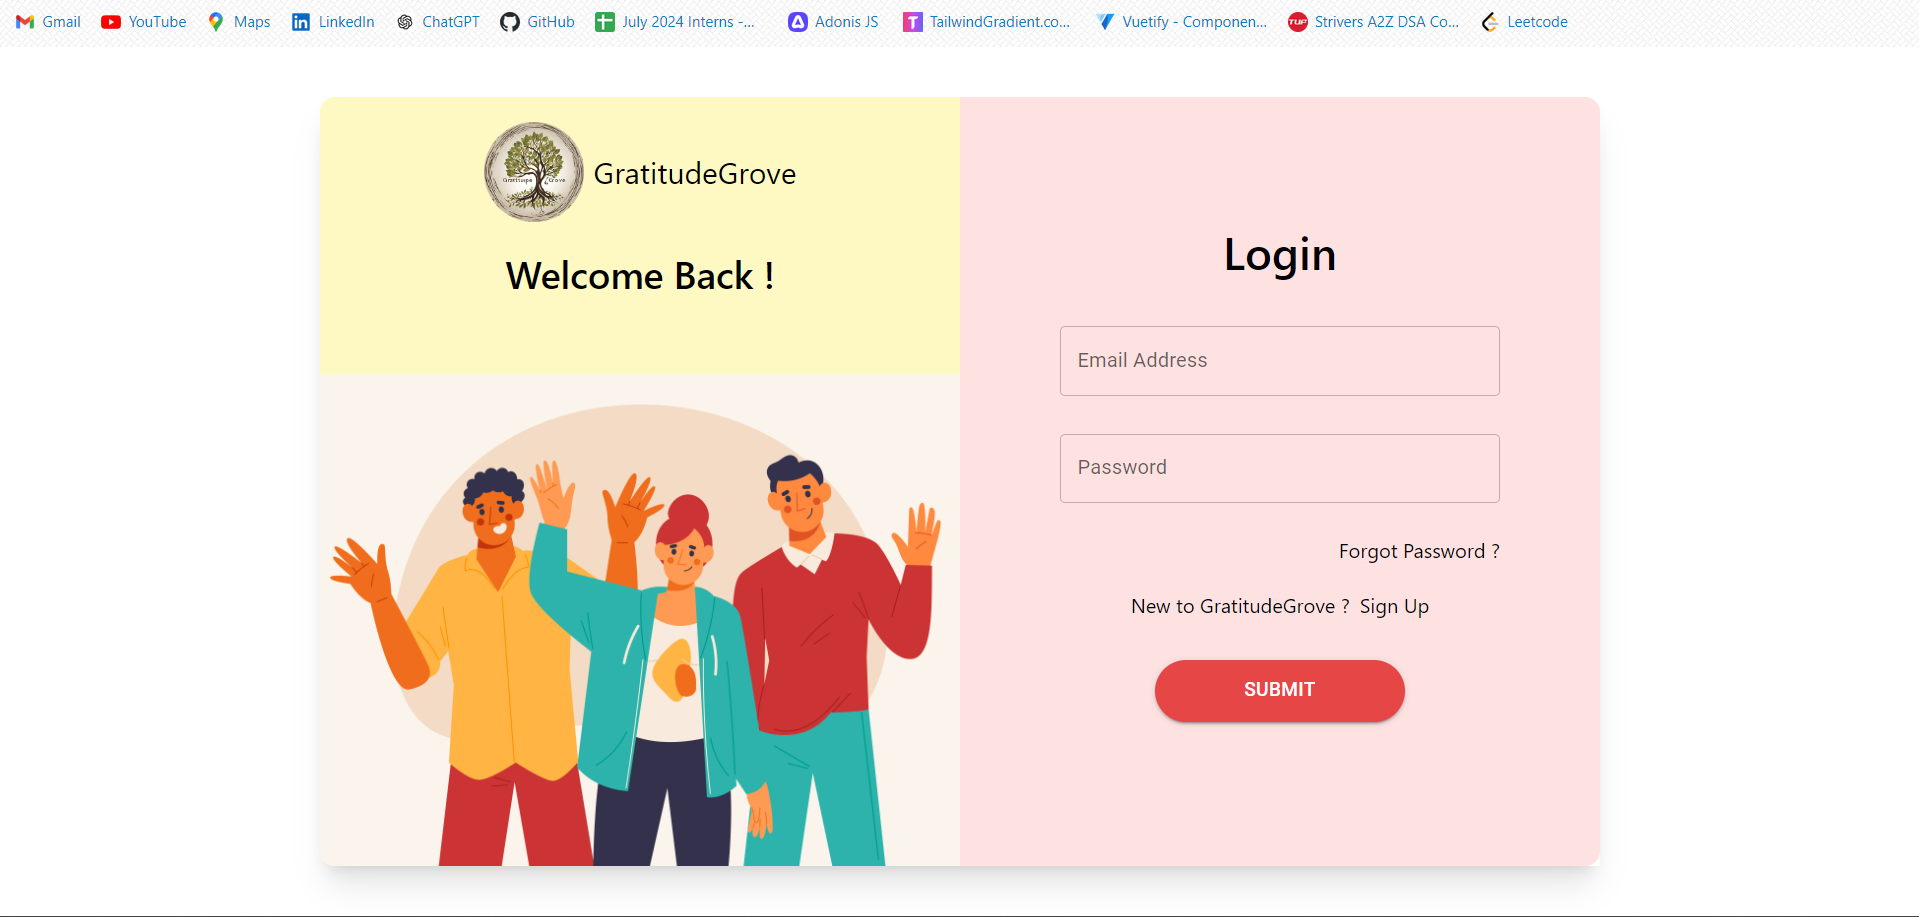 Gmail YouTube Maps LinkedIn ChatGPT GitHub July 2024 Interns -... Adonis JS TailwindGradient.co... Vuetify - Componen... TUF Strivers A2Z DSA Co... Leetcode
GratitudeGrove
Welcome Back !
Login
Email Address
Password
Forgot Password ?
New to GratitudeGrove ? Sign Up
SUBMIT